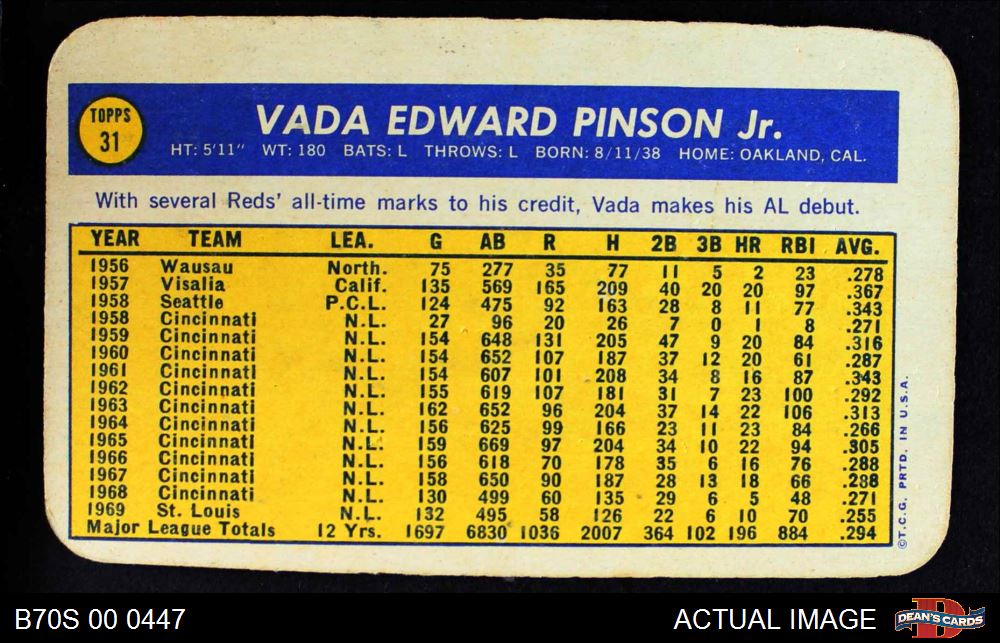 TOPPS
31
VADA EDWARD PINSON Jr.
HT: 5'11" WT: 180 BATS: L THROWS: L BORN: 8/11/38 HOME: OAKLAND, CAL.
With several Reds' all-time marks to his credit, Vada makes his AL debut.
YEAR TEAM LEA. G AB R H 2B 3B HR RBI AVG.
1956 Wausau North. 75 277 35 77 11 5 2 23 .278
1957 Visalia Calif. 135 569 165 209 40 20 20 97 .367
1958 Seattle P.C.L. 124 475 92 163 28 8 11 77 .343
1958 Cincinnati N.L. 27 96 20 26 7 0 1 8 .271
1959 Cincinnati N.L. 154 648 131 205 47 9 20 84 .316
1960 Cincinnati N.L. 154 652 107 187 37 12 20 61 .287
1961 Cincinnati N.L. 154 607 101 208 34 8 16 87 .343
1962 Cincinnati N.L. 155 619 107 181 31 7 23 100 .292
1963 Cincinnati N.L. 162 652 96 204 37 14 22 106 .313
1964 Cincinnati N.L. 156 625 99 166 23 11 23 84 .266
1965 Cincinnati N.L. 159 669 97 204 34 10 22 94 .305
1966 Cincinnati N.L. 156 618 70 178 35 6 16 76 .288
1967 Cincinnati N.L. 158 650 90 187 28 13 18 66 .288
1968 Cincinnati N.L. 130 499 60 135 29 6 5 48 .271
1969 St. Louis N.L. 132 495 58 126 22 6 10 70 .255
Major League Totals 12 Yrs. 1697 6830 1036 2007 364 102 196 884 .294
©T.C.G. PRTD. IN U.S.A.
B70S 00 0447
ACTUAL IMAGE
DEAN'S CARDS